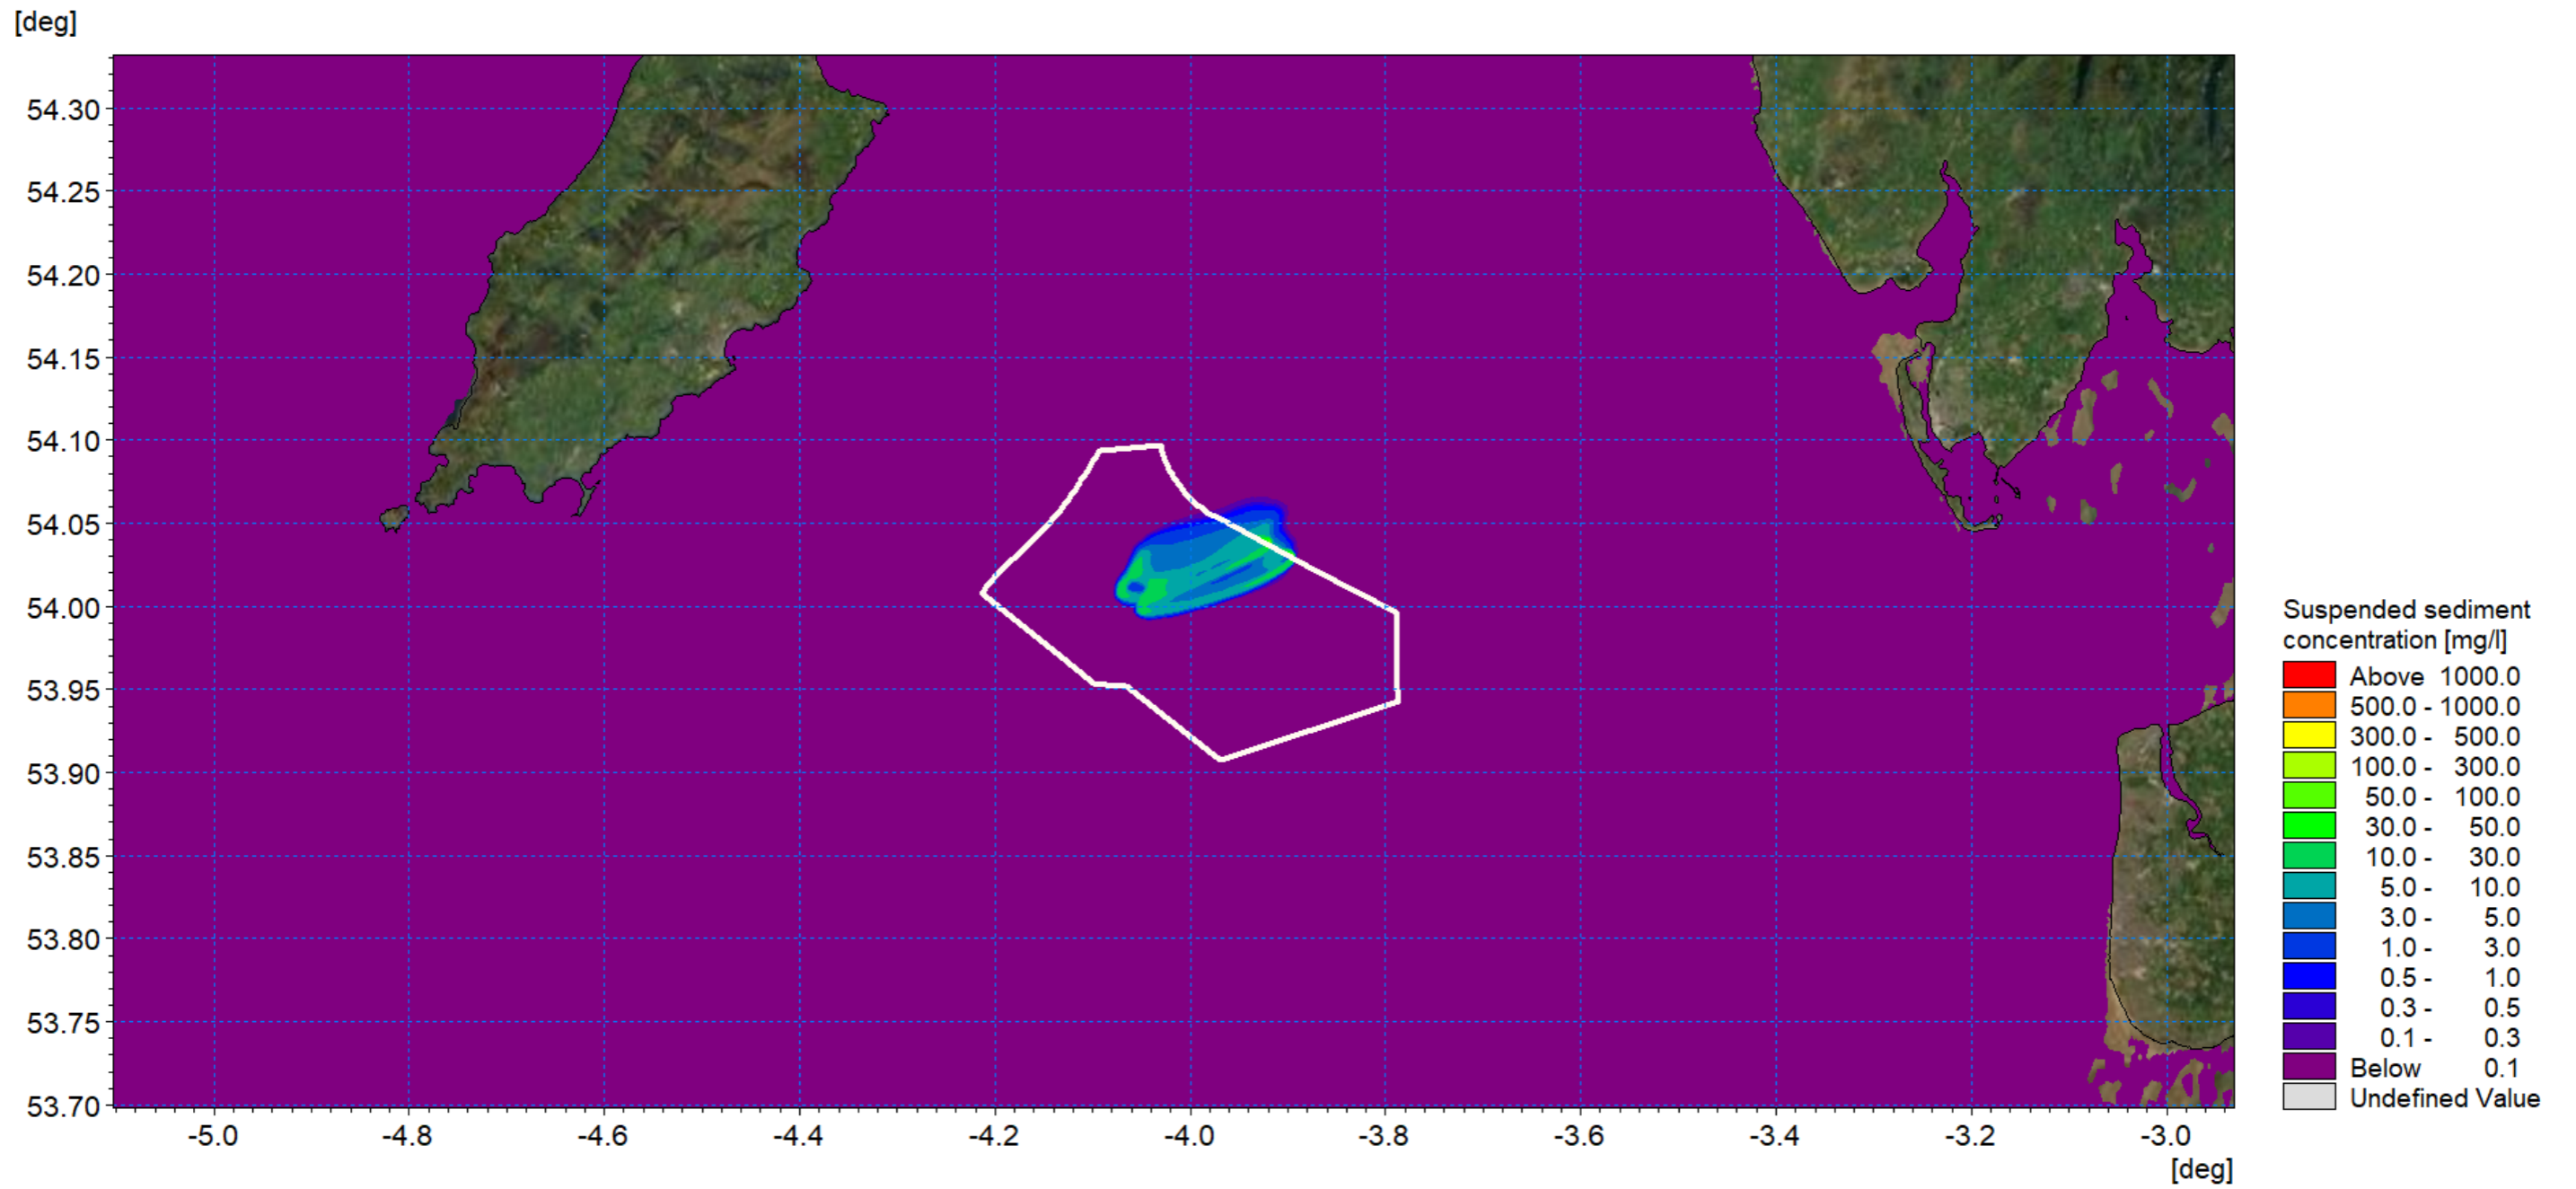 [deg]
54.30
54.25
54.20
54.15
54.10
54.05
54.00
53.95
53.90
53.85
53.80
53.75
53.70
-5.0 -4.8 -4.6 -4.4 -4.2 -4.0 -3.8 -3.6 -3.4 -3.2 -3.0
[deg]
Suspended sediment
concentration [mg/l]
Above 1000.0
500.0 - 1000.0
300.0 - 500.0
100.0 - 300.0
50.0 - 100.0
30.0 - 50.0
10.0 - 30.0
5.0 - 10.0
3.0 - 5.0
1.0 - 3.0
0.5 - 1.0
0.3 - 0.5
0.1 - 0.3
Below 0.1
Undefined Value